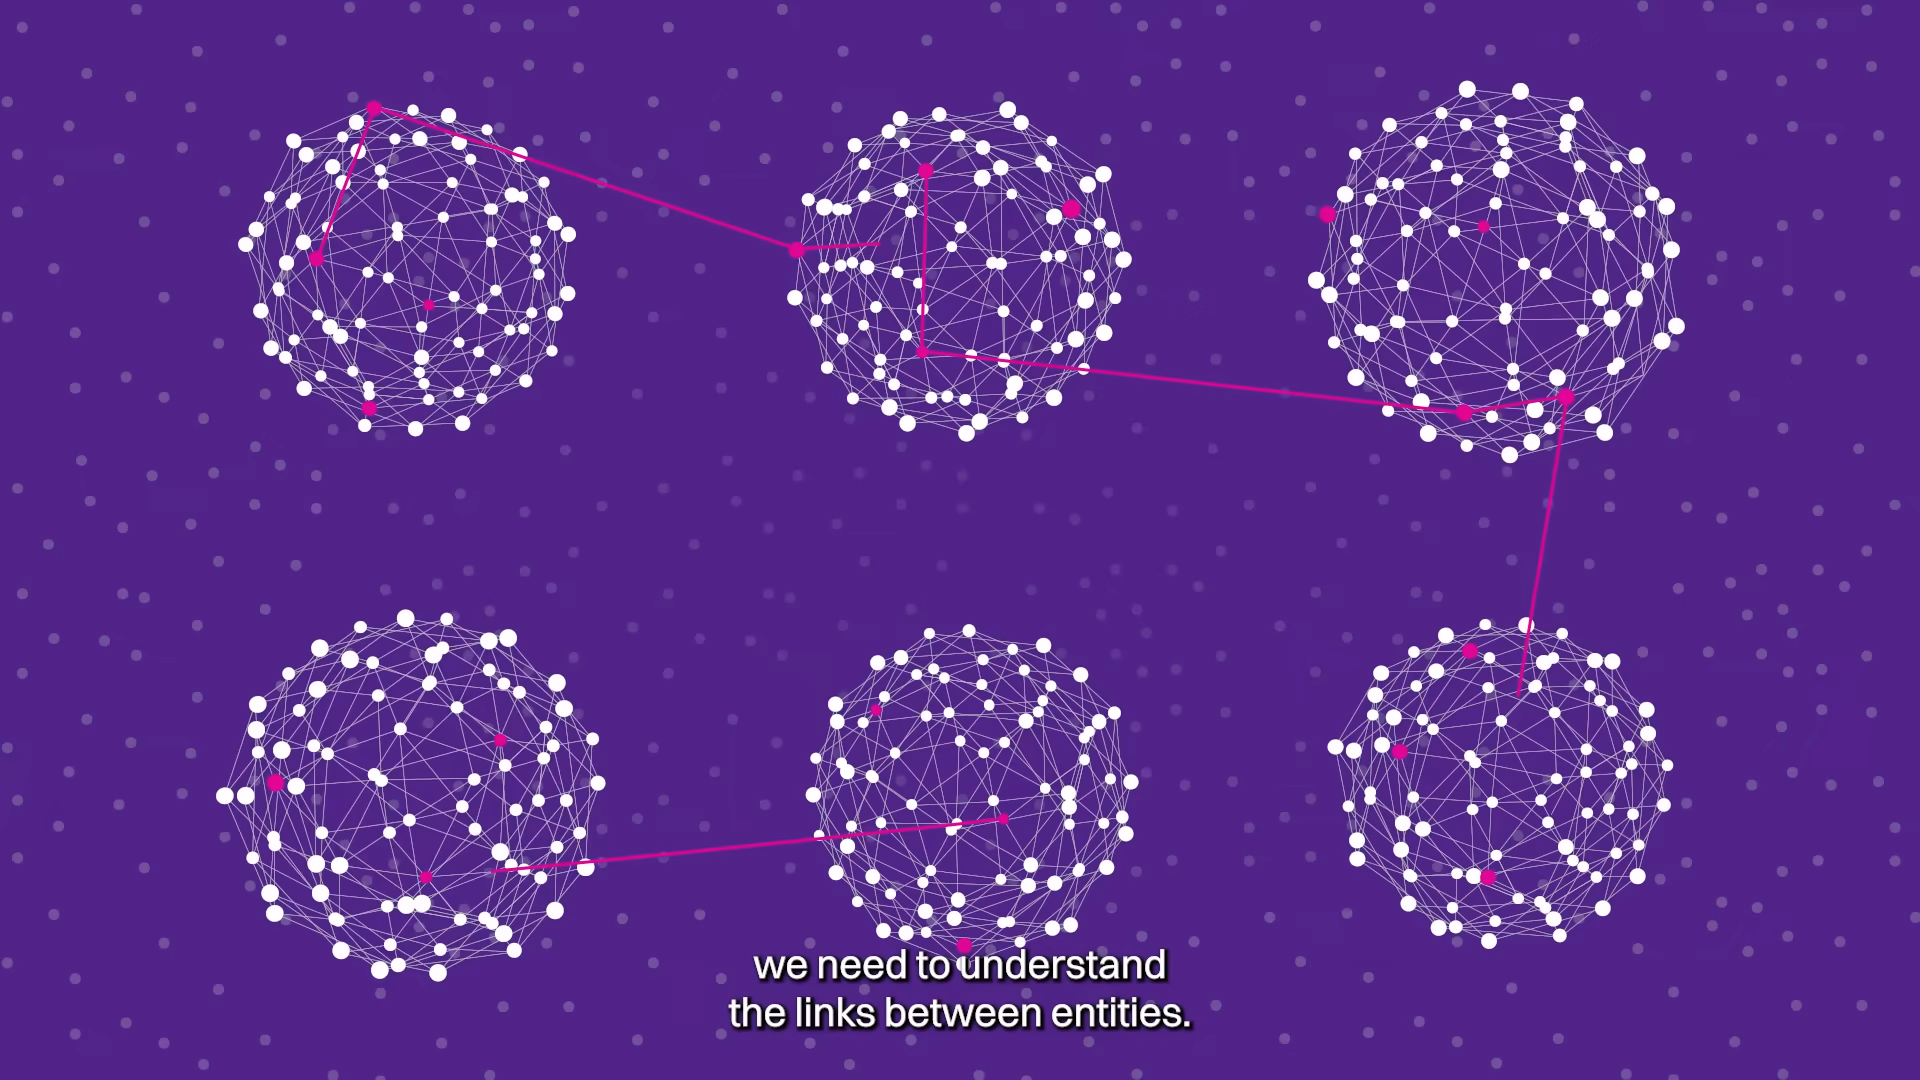 we need to understand
the links between entities.